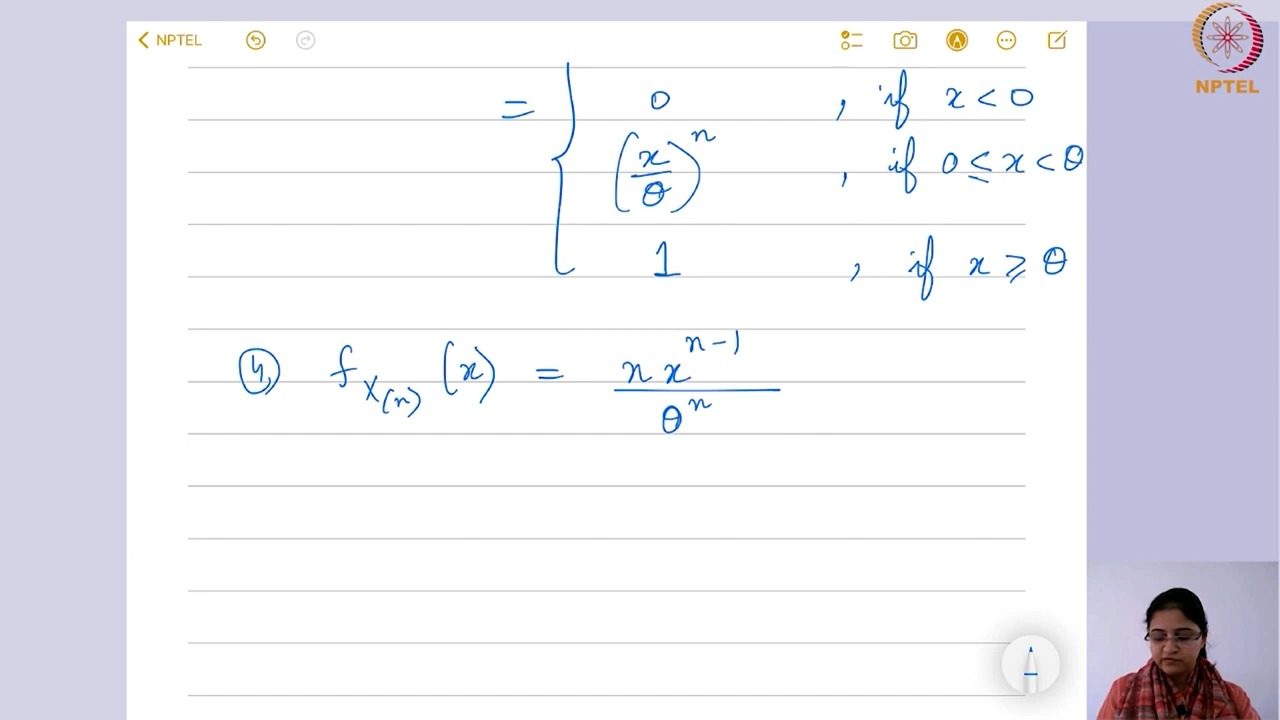 NPTEL
NPTEL
= { 0 , if x < 0
(x/θ)^n , if 0 ≤ x < θ
1 , if x ⩾ θ
④ f_{X_{(n)}}(x) = n x^{n-1} / θ^n